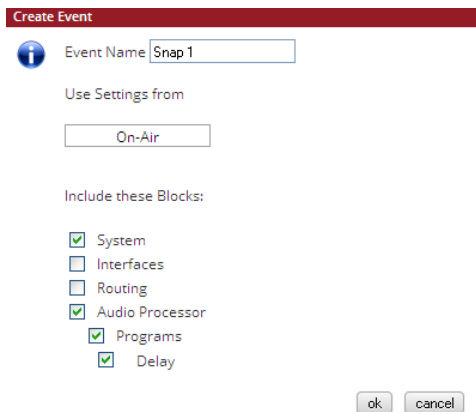 Create Event
Event Name Snap 1
Use Settings from
On-Air
Include these Blocks:
System
Interfaces
Routing
Audio Processor
Programs
Delay
ok cancel